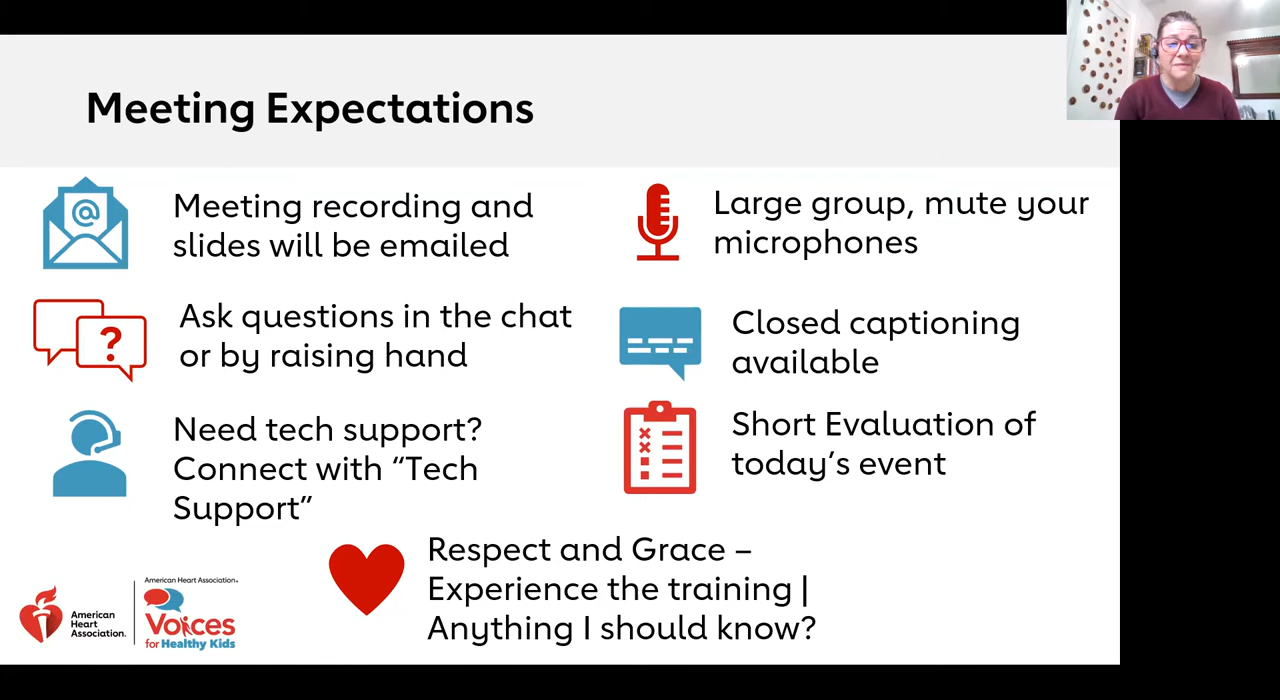 Meeting Expectations
@
Meeting recording and
slides will be emailed
Large group, mute your
microphones
?
Ask questions in the chat
or by raising hand
Closed captioning
available
Need tech support?
Connect with “Tech
Support”
Short Evaluation of
today’s event
Respect and Grace –
Experience the training |
Anything I should know?
American
Heart
Association.
American Heart Association®
Voices
for Healthy Kids